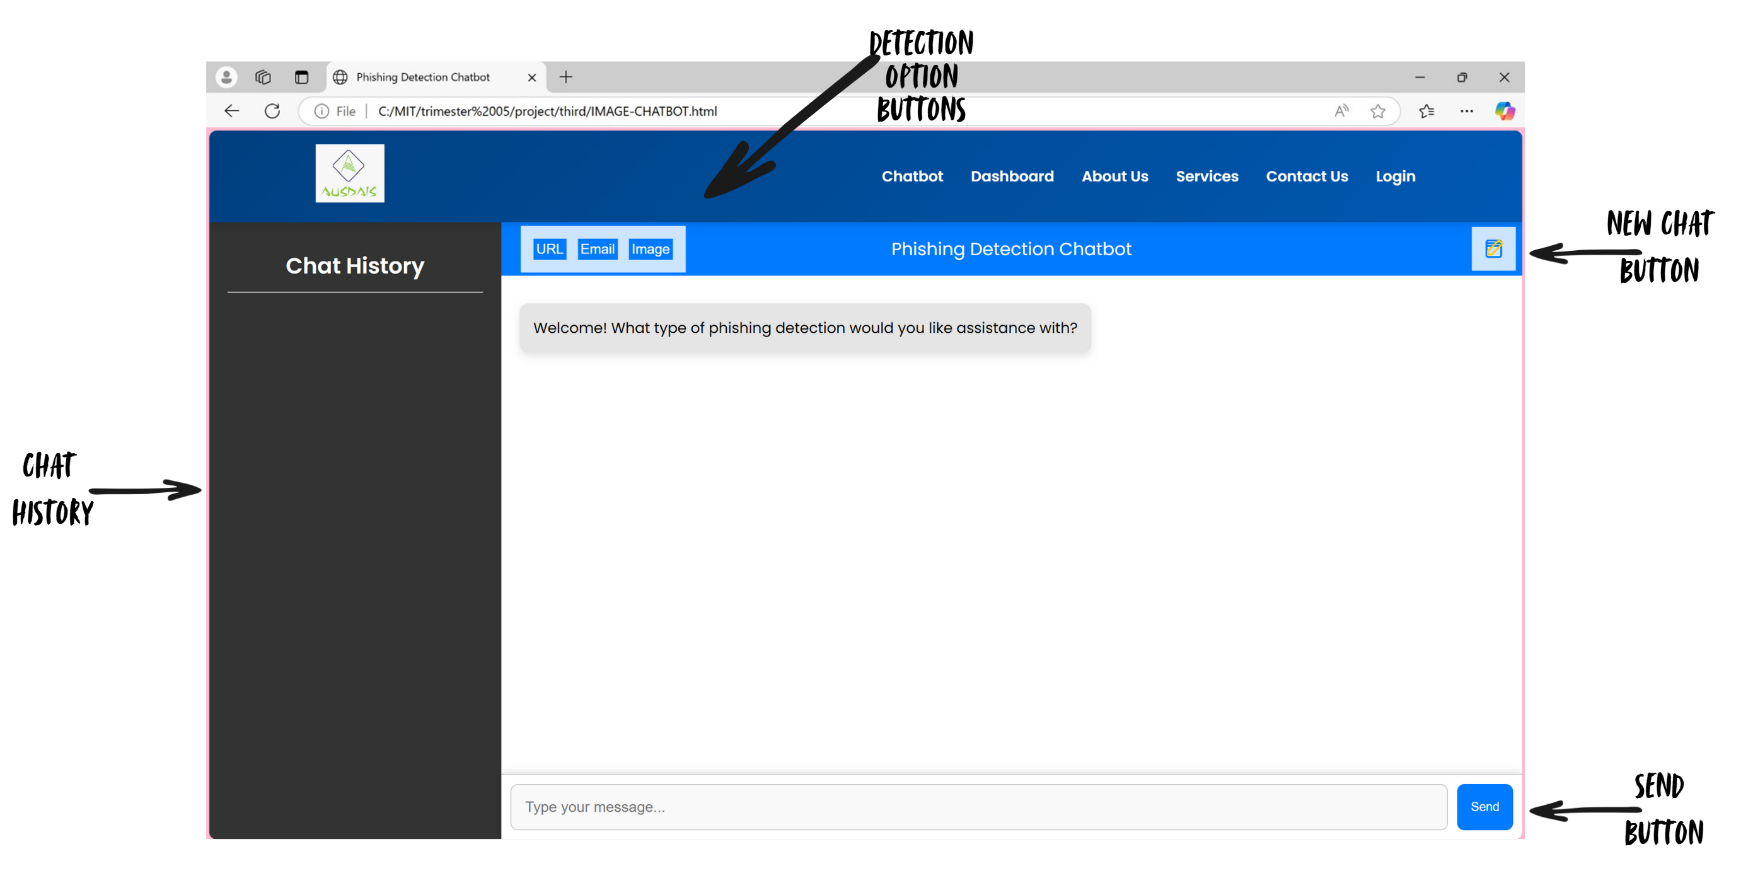 DETECTION
OPTION
BUTTONS
Phishing Detection Chatbot
File | C:/MIT/trimester%2005/project/third/IMAGE-CHATBOT.html
AUSDAIS
Chatbot Dashboard About Us Services Contact Us Login
NEW CHAT
BUTTON
Chat History
URL Email Image
Phishing Detection Chatbot
Welcome! What type of phishing detection would you like assistance with?
CHAT
HISTORY
Type your message...
Send
SEND
BUTTON